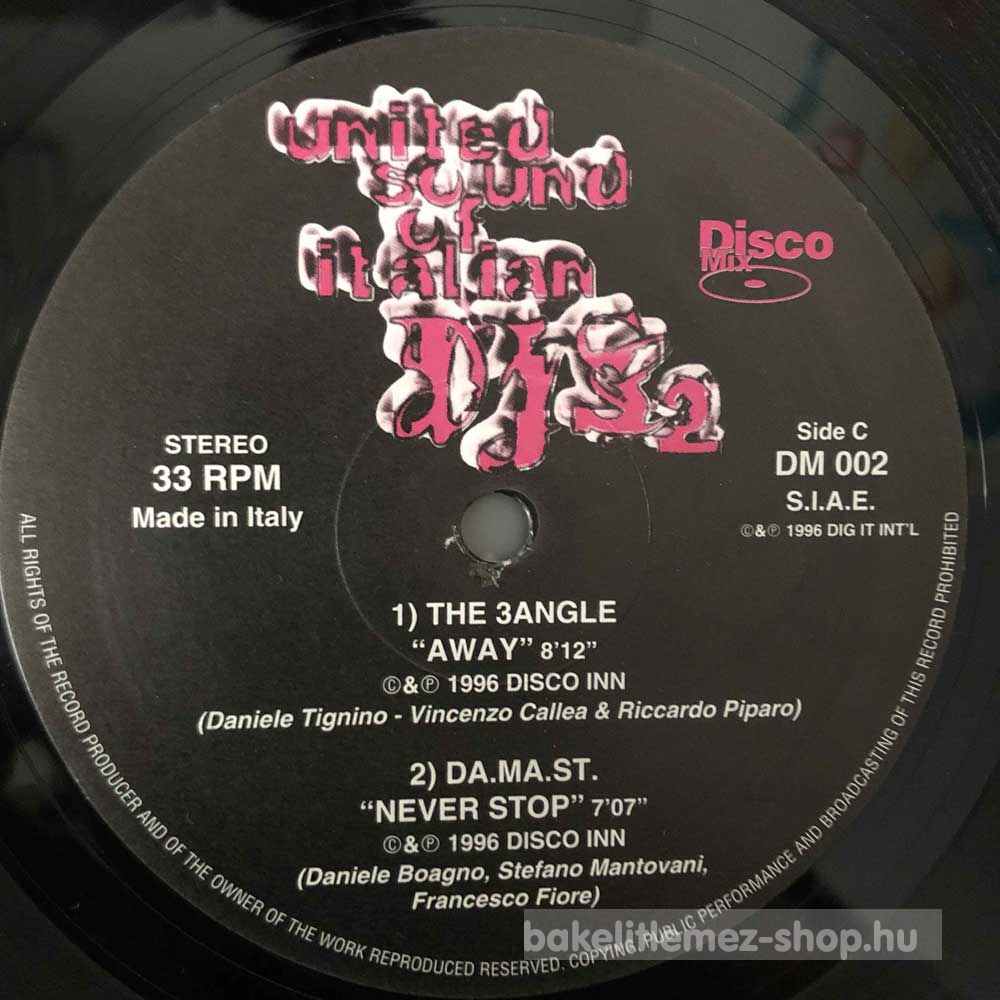 united
sound
of
italian
DJ's 2
Disco
Mix
STEREO
33 RPM
Made in Italy
Side C
DM 002
S.I.A.E.
©&℗ 1996 DIG IT INT'L
1) THE 3ANGLE
“AWAY” 8’12”
©&℗ 1996 DISCO INN
(Daniele Tignino - Vincenzo Callea & Riccardo Piparo)
2) DA.MA.ST.
“NEVER STOP” 7’07”
©&℗ 1996 DISCO INN
(Daniele Boagno, Stefano Mantovani,
Francesco Fiore)
ALL RIGHTS OF THE RECORD PRODUCER AND OF THE OWNER OF THE WORK REPRODUCED RESERVED. COPYING, PUBLIC PERFORMANCE AND BROADCASTING OF THIS RECORD PROHIBITED
bakelitlemez-shop.hu